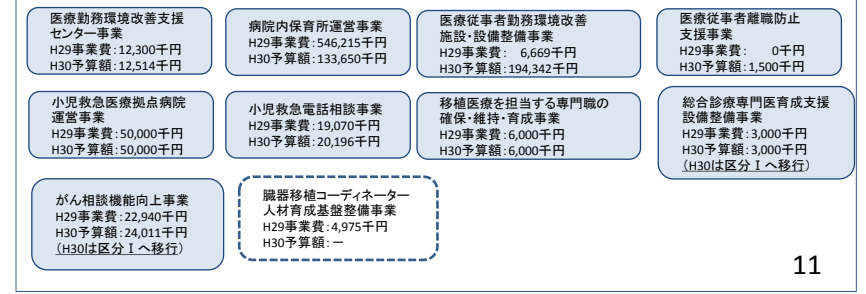 医療勤務環境改善支援
センター事業
H29事業費:12,300千円
H30予算額:12,514千円
病院内保育所運営事業
H29事業費:546,215千円
H30予算額:133,650千円
医療従事者勤務環境改善
施設・設備整備事業
H29事業費: 6,669千円
H30予算額:194,342千円
医療従事者離職防止
支援事業
H29事業費: 0千円
H30予算額:1,500千円
小児救急医療拠点病院
運営事業
H29事業費:50,000千円
H30予算額:50,000千円
小児救急電話相談事業
H29事業費:19,070千円
H30予算額:20,196千円
移植医療を担当する専門職の
確保・維持・育成事業
H29事業費:6,000千円
H30予算額:6,000千円
総合診療専門医育成支援
設備整備事業
H29事業費:3,000千円
H30予算額:3,000千円
(H30は区分Ⅰへ移行)
がん相談機能向上事業
H29事業費:22,940千円
H30予算額:24,011千円
(H30は区分Ⅰへ移行)
臓器移植コーディネーター
人材育成基盤整備事業
H29事業費:4,975千円
H30予算額:－
11